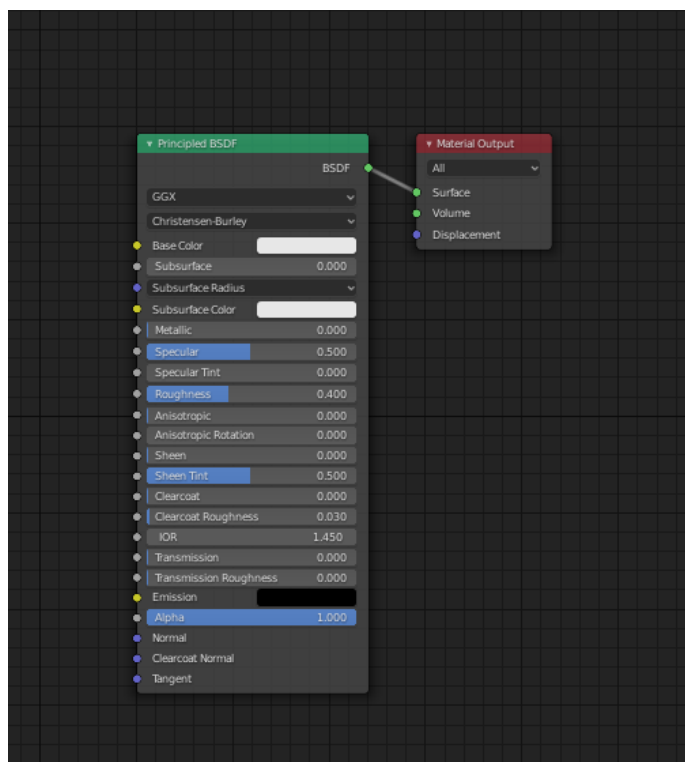 Principled BSDF
BSDF
GGX
Christensen-Burley
Base Color
Subsurface 0.000
Subsurface Radius
Subsurface Color
Metallic 0.000
Specular 0.500
Specular Tint 0.000
Roughness 0.400
Anisotropic 0.000
Anisotropic Rotation 0.000
Sheen 0.000
Sheen Tint 0.500
Clearcoat 0.000
Clearcoat Roughness 0.030
IOR 1.450
Transmission 0.000
Transmission Roughness 0.000
Emission
Alpha 1.000
Normal
Clearcoat Normal
Tangent
Material Output
All
Surface
Volume
Displacement